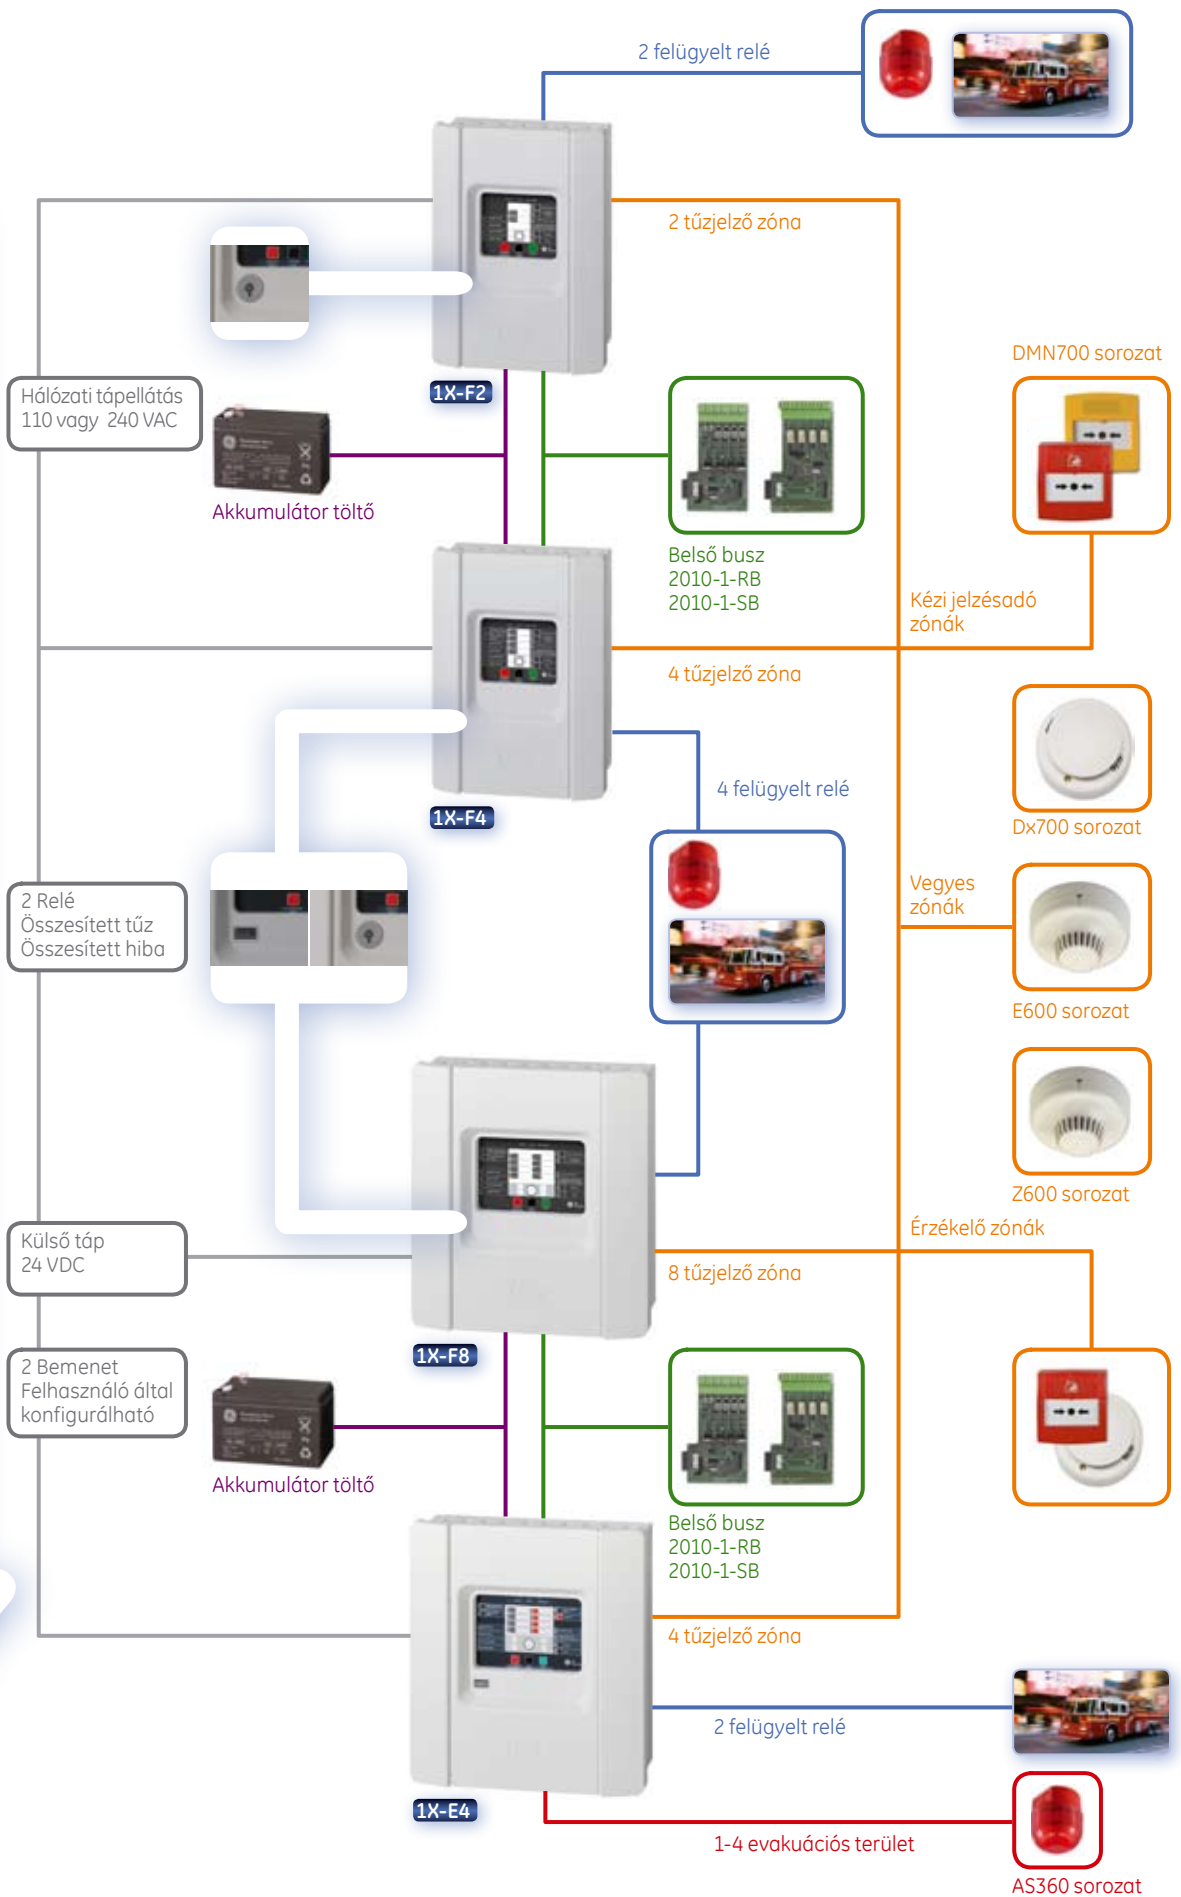 2 felügyelt relé
2 tűzjelző zóna
1X-F2
DMN700 sorozat
Hálózati tápellátás
110 vagy 240 VAC
Akkumulátor töltő
Belső busz
2010-1-RB
2010-1-SB
Kézi jelzésadó
zónák
4 tűzjelző zóna
1X-F4
4 felügyelt relé
Dx700 sorozat
2 Relé
Összesített tűz
Összesített hiba
Vegyes
zónák
E600 sorozat
Z600 sorozat
Külső táp
24 VDC
Érzékelő zónák
8 tűzjelző zóna
1X-F8
2 Bemenet
Felhasználó által
konfigurálható
Akkumulátor töltő
Belső busz
2010-1-RB
2010-1-SB
4 tűzjelző zóna
2 felügyelt relé
1X-E4
1-4 evakuációs terület
AS360 sorozat